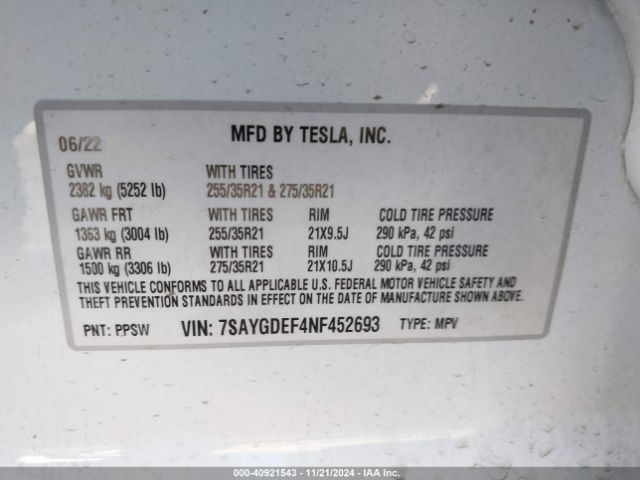 06/22 MFD BY TESLA, INC.
GVWR WITH TIRES
2382 kg (5252 lb) 255/35R21 & 275/35R21
GAWR FRT WITH TIRES RIM COLD TIRE PRESSURE
1363 kg (3004 lb) 255/35R21 21X9.5J 290 kPa, 42 psi
GAWR RR WITH TIRES RIM COLD TIRE PRESSURE
1500 kg (3306 lb) 275/35R21 21X10.5J 290 kPa, 42 psi
THIS VEHICLE CONFORMS TO ALL APPLICABLE U.S. FEDERAL MOTOR VEHICLE SAFETY AND
THEFT PREVENTION STANDARDS IN EFFECT ON THE DATE OF MANUFACTURE SHOWN ABOVE.
PNT: PPSW VIN: 7SAYGDEF4NF452693 TYPE: MPV
000-40921543 - 11/21/2024 - IAA Inc.